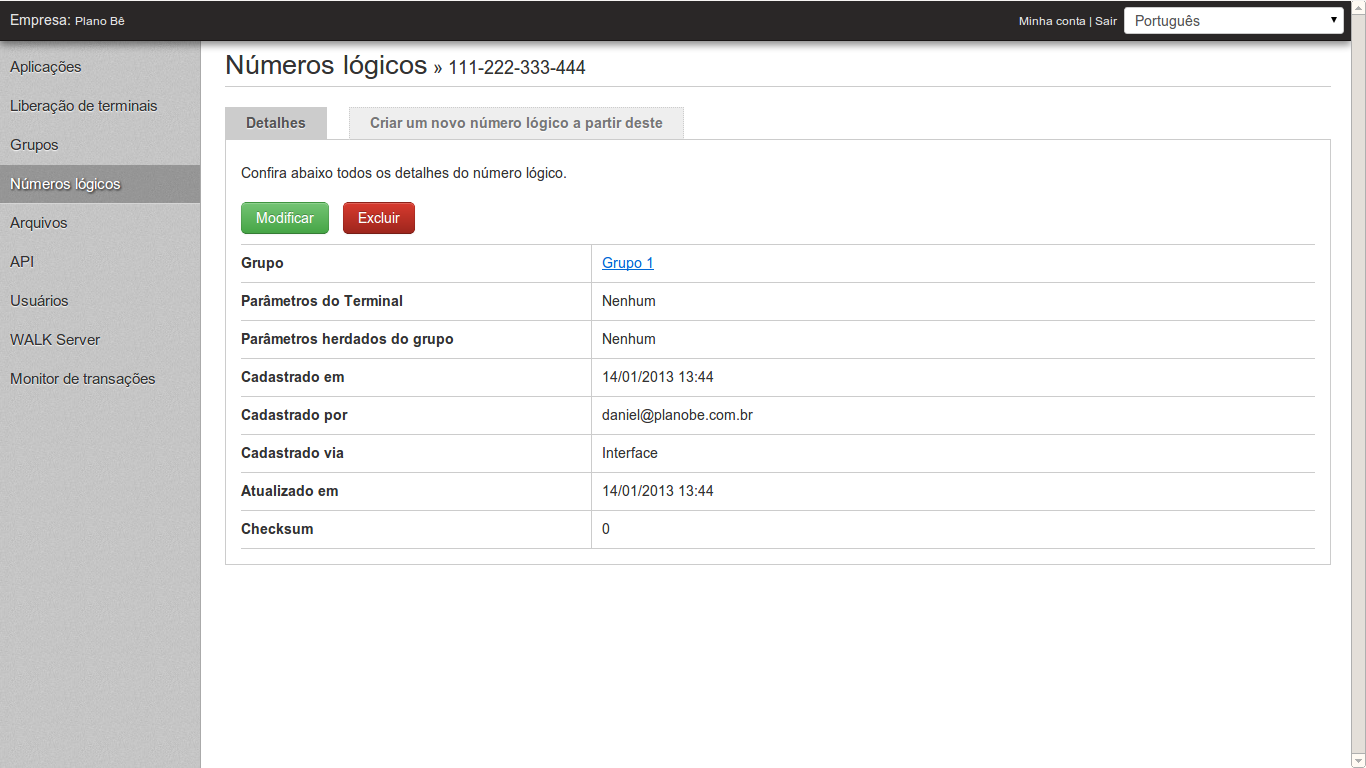 Empresa: Plano Bê
Minha conta | Sair
Português
Aplicações
Liberação de terminais
Grupos
Números lógicos
Arquivos
API
Usuários
WALK Server
Monitor de transações
Números lógicos » 111-222-333-444
Detalhes
Criar um novo número lógico a partir deste
Confira abaixo todos os detalhes do número lógico.
Modificar
Excluir
Grupo
Grupo 1
Parâmetros do Terminal
Nenhum
Parâmetros herdados do grupo
Nenhum
Cadastrado em
14/01/2013 13:44
Cadastrado por
daniel@planobe.com.br
Cadastrado via
Interface
Atualizado em
14/01/2013 13:44
Checksum
0